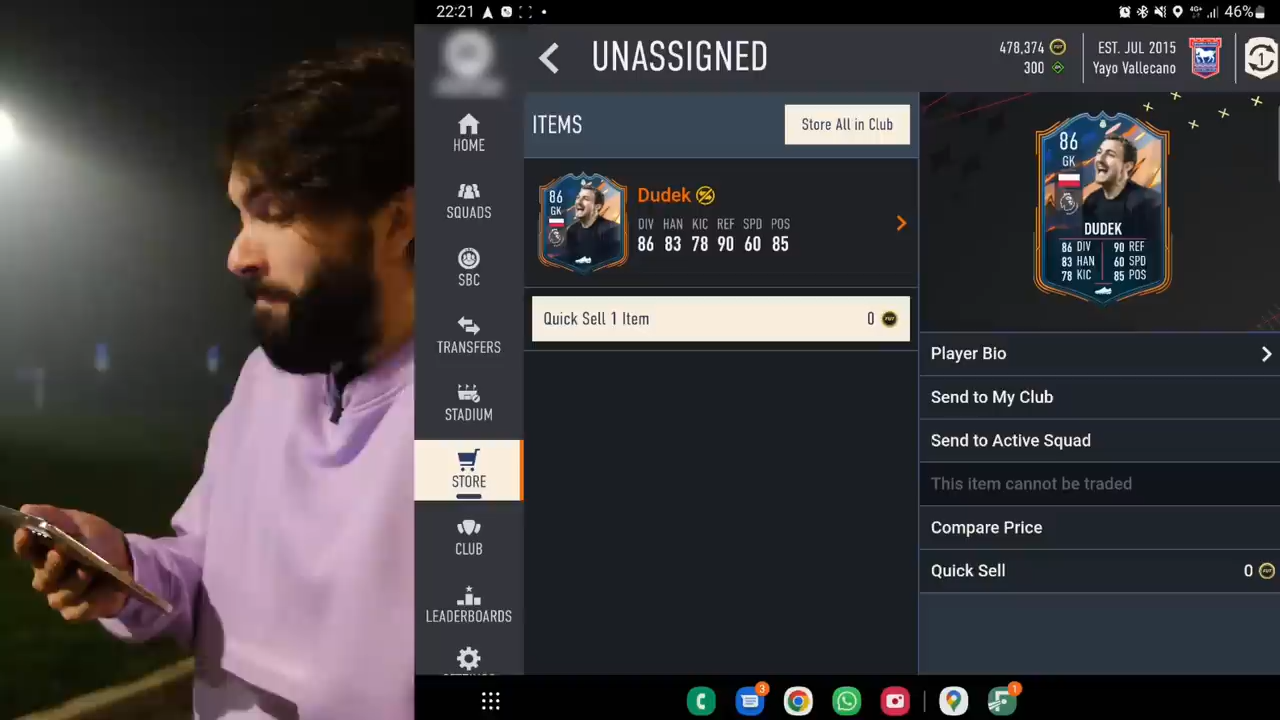 22:21
46%
UNASSIGNED
478,374
300
EST. JUL 2015
Yayo Vallecano
1
HOME
SQUADS
SBC
TRANSFERS
STADIUM
STORE
CLUB
LEADERBOARDS
ITEMS
Store All in Club
86
GK
Dudek
DIV HAN KIC REF SPD POS
86 83 78 90 60 85
Quick Sell 1 Item 0
86
GK
DUDEK
86 DIV 90 REF
83 HAN 60 SPD
78 KIC 85 POS
Player Bio
Send to My Club
Send to Active Squad
This item cannot be traded
Compare Price
Quick Sell 0
3
1